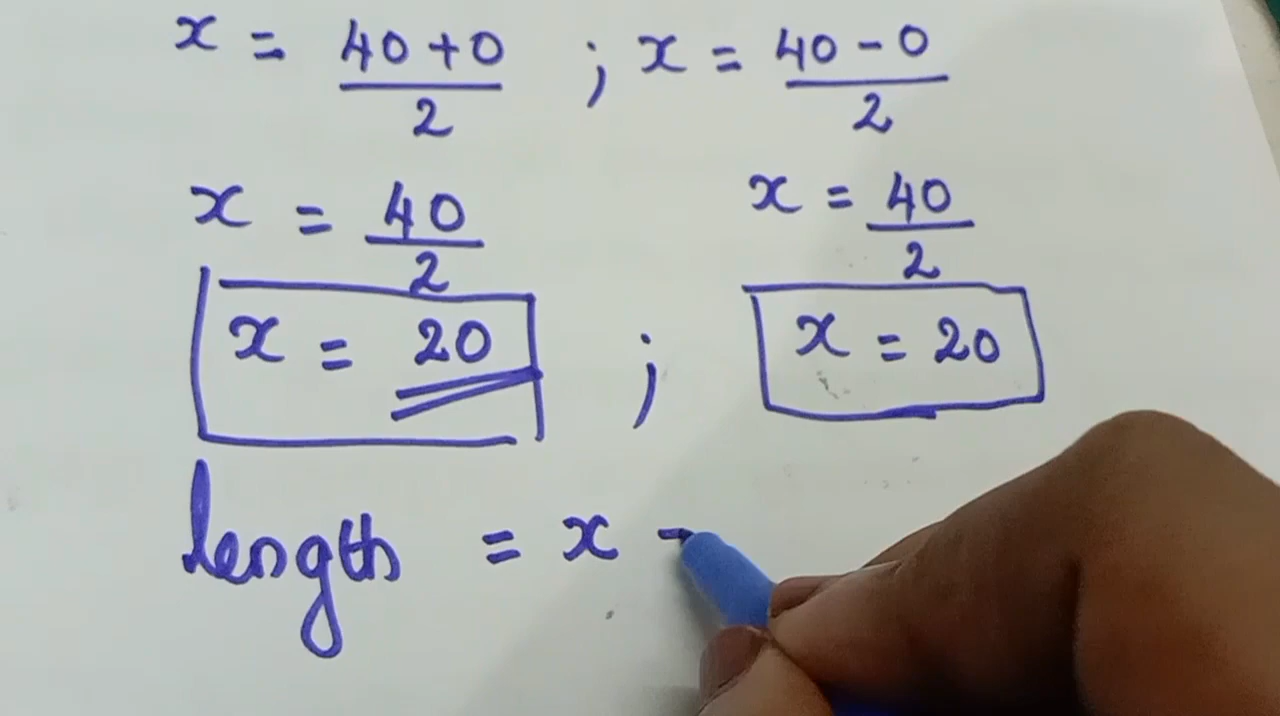 x = 40 + 0 / 2 ; x = 40 - 0 / 2
x = 40 / 2 x = 40 / 2
x = 20 ; x = 20
length = x